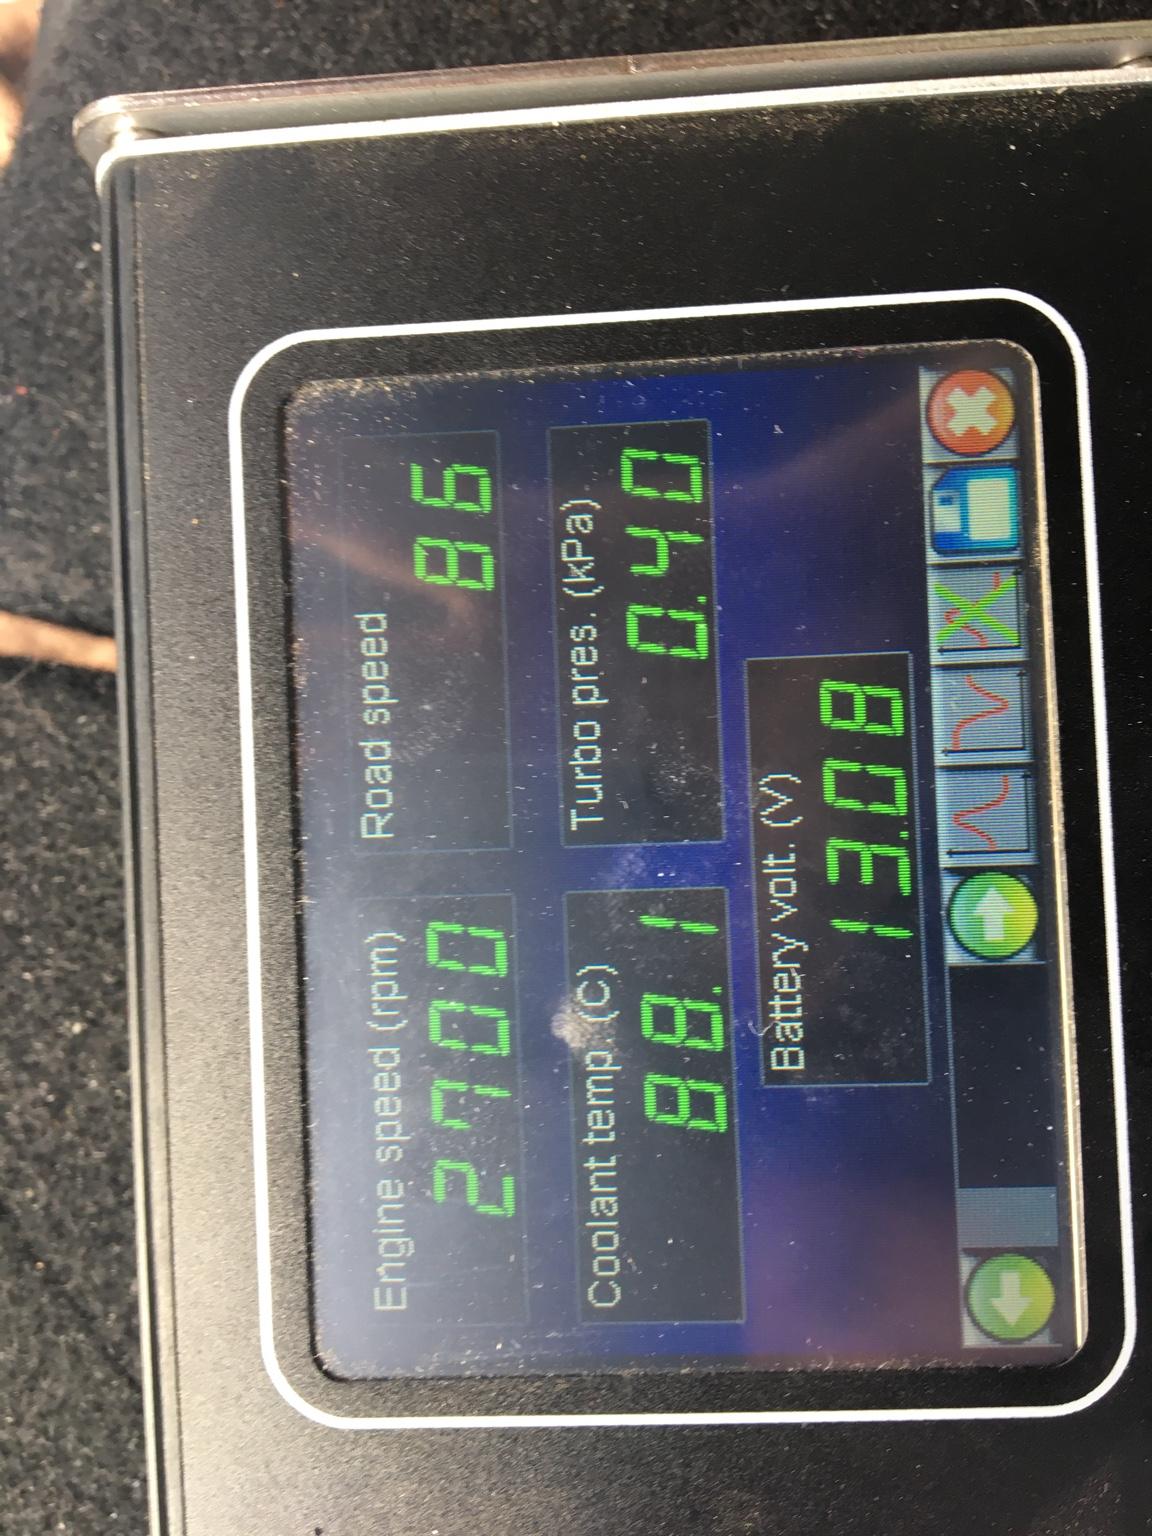 Engine speed (rpm)
2700
Road speed
86
Coolant temp. (C)
88.1
Turbo pres. (kPa)
0.40
Battery volt. (V)
13.08